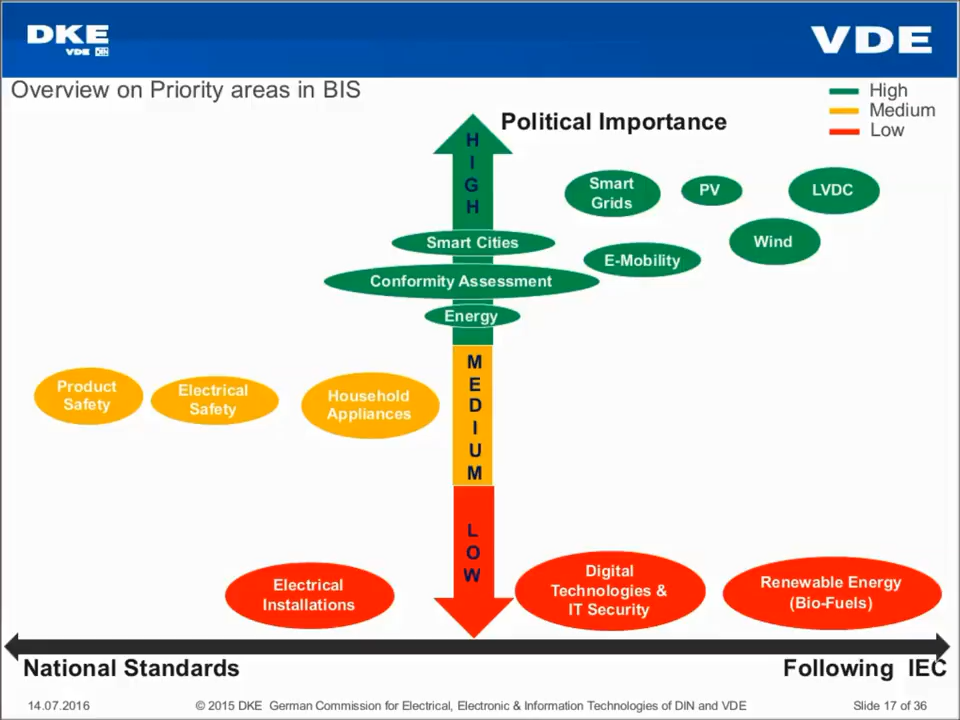 DKE
VDE DIN
VDE
Overview on Priority areas in BIS
High
Medium
Low
Political Importance
HIGH
Smart
Grids
PV
LVDC
Smart Cities
Wind
E-Mobility
Conformity Assessment
Energy
MEDIUM
Product
Safety
Electrical
Safety
Household
Appliances
LOW
Electrical
Installations
Digital
Technologies &
IT Security
Renewable Energy
(Bio-Fuels)
National Standards
Following IEC
14.07.2016
© 2015 DKE German Commission for Electrical, Electronic & Information Technologies of DIN and VDE
Slide 17 of 36